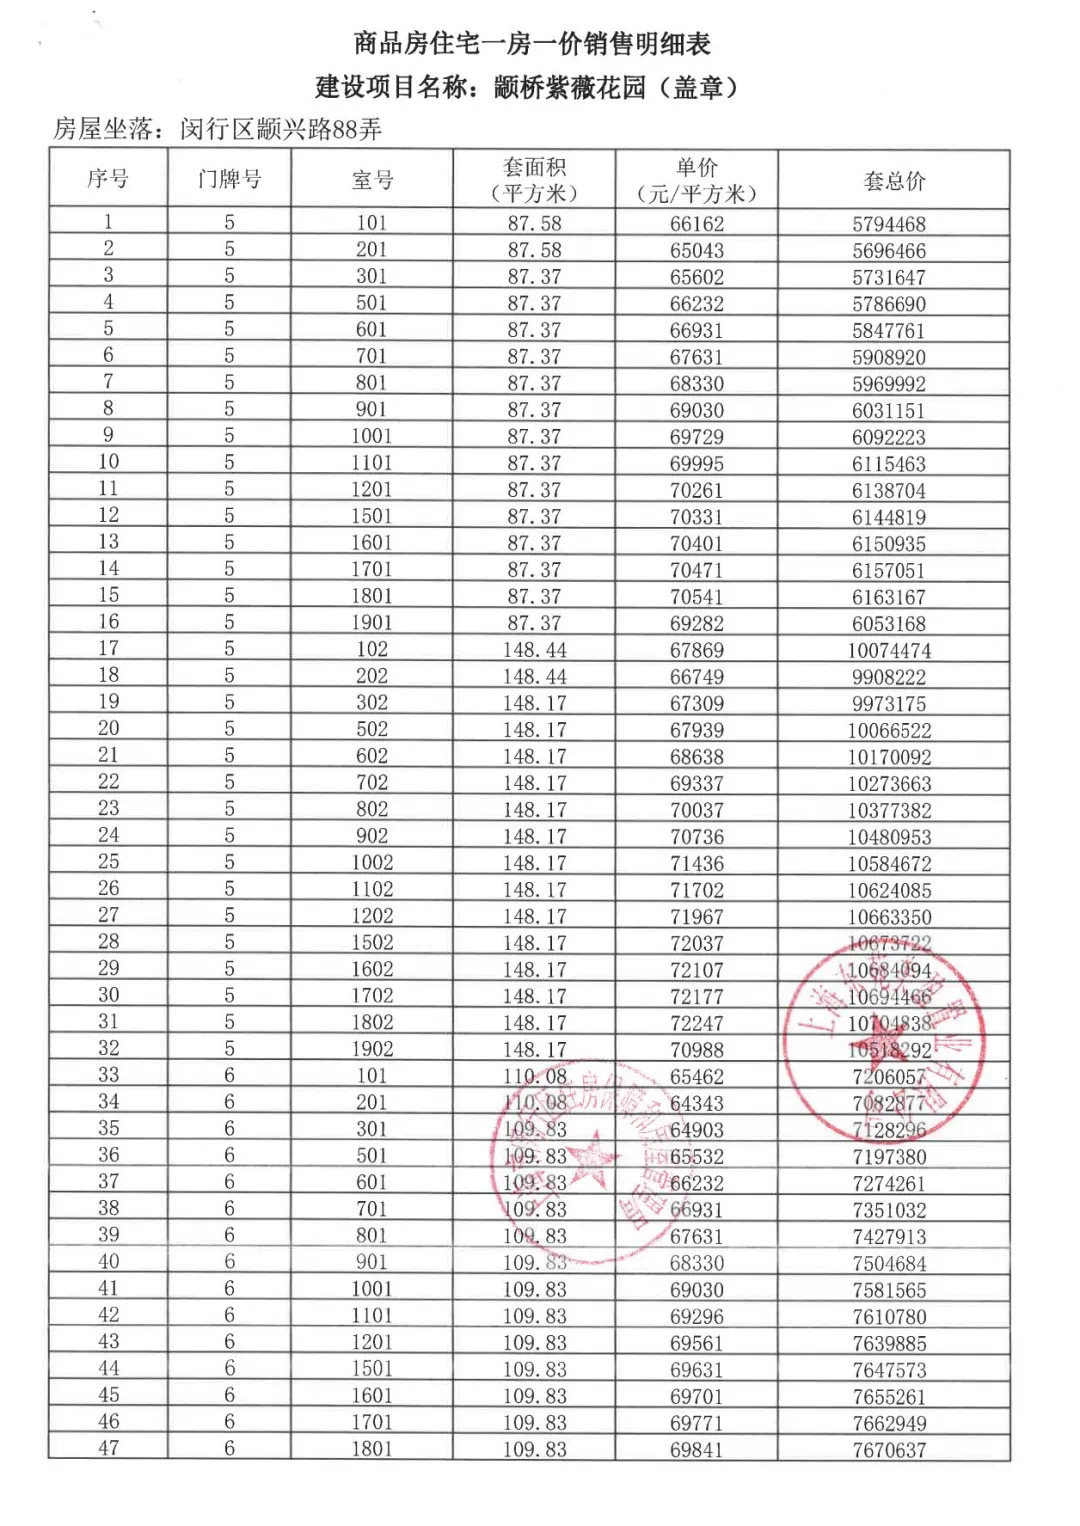 商品房住宅一房一价销售明细表
建设项目名称：颛桥紫薇花园（盖章）
房屋坐落：闵行区颛兴路88弄
序号 门牌号 室号 套面积（平方米） 单价（元/平方米） 套总价
1 5 101 87.58 66162 5794468
2 5 201 87.58 65043 5696466
3 5 301 87.37 65602 5731647
4 5 501 87.37 66232 5786690
5 5 601 87.37 66931 5847761
6 5 701 87.37 67631 5908920
7 5 801 87.37 68330 5969992
8 5 901 87.37 69030 6031151
9 5 1001 87.37 69729 6092223
10 5 1101 87.37 69995 6115463
11 5 1201 87.37 70261 6138704
12 5 1501 87.37 70331 6144819
13 5 1601 87.37 70401 6150935
14 5 1701 87.37 70471 6157051
15 5 1801 87.37 70541 6163167
16 5 1901 87.37 69282 6053168
17 5 102 148.44 67869 10074474
18 5 202 148.44 66749 9908222
19 5 302 148.17 67309 9973175
20 5 502 148.17 67939 10066522
21 5 602 148.17 68638 10170092
22 5 702 148.17 69337 10273663
23 5 802 148.17 70037 10377382
24 5 902 148.17 70736 10480953
25 5 1002 148.17 71436 10584672
26 5 1102 148.17 71702 10624085
27 5 1202 148.17 71967 10663350
28 5 1502 148.17 72037 10673722
29 5 1602 148.17 72107 10684094
30 5 1702 148.17 72177 10694466
31 5 1802 148.17 72247 10704838
32 5 1902 148.17 70988 10518292
33 6 101 110.08 65462 7206057
34 6 201 110.08 64343 7082877
35 6 301 109.83 64903 7128296
36 6 501 109.83 65532 7197380
37 6 601 109.83 66232 7274261
38 6 701 109.83 66931 7351032
39 6 801 109.83 67631 7427913
40 6 901 109.83 68330 7504684
41 6 1001 109.83 69030 7581565
42 6 1101 109.83 69296 7610780
43 6 1201 109.83 69561 7639885
44 6 1501 109.83 69631 7647573
45 6 1601 109.83 69701 7655261
46 6 1701 109.83 69771 7662949
47 6 1801 109.83 69841 7670637